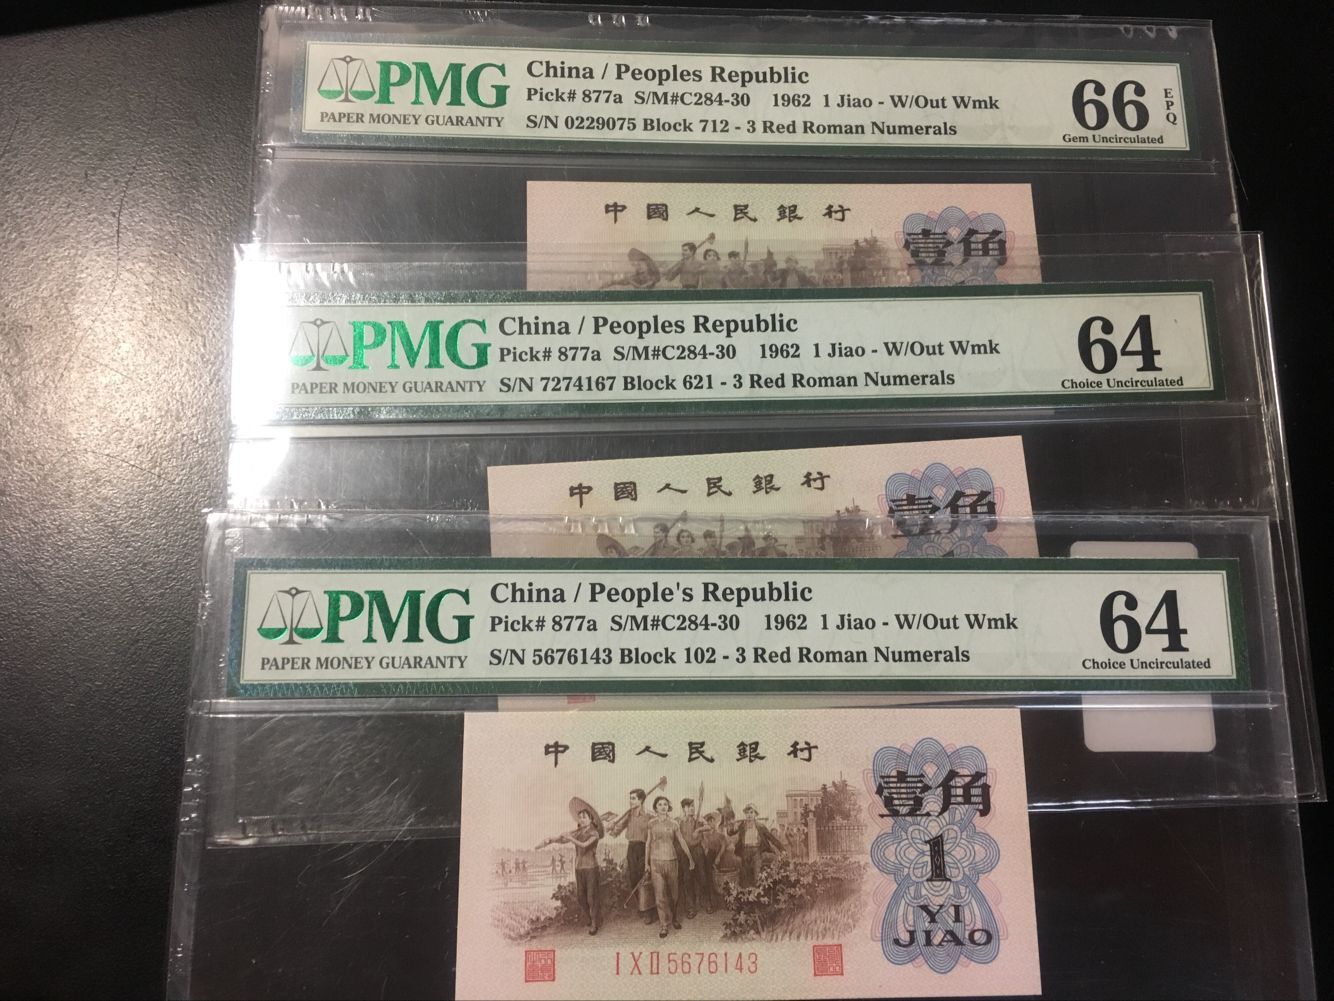 PMG
PAPER MONEY GUARANTY
China / Peoples Republic
Pick# 877a S/M#C284-30 1962 1 Jiao - W/Out Wmk
S/N 0229075 Block 712 - 3 Red Roman Numerals
66 EPQ
Gem Uncirculated
中國人民銀行
壹角
PMG
PAPER MONEY GUARANTY
China / Peoples Republic
Pick# 877a S/M#C284-30 1962 1 Jiao - W/Out Wmk
S/N 7274167 Block 621 - 3 Red Roman Numerals
64
Choice Uncirculated
中國人民銀行
壹角
PMG
PAPER MONEY GUARANTY
China / People's Republic
Pick# 877a S/M#C284-30 1962 1 Jiao - W/Out Wmk
S/N 5676143 Block 102 - 3 Red Roman Numerals
64
Choice Uncirculated
中國人民銀行
壹角
1
YI
JIAO
I X II 5676143